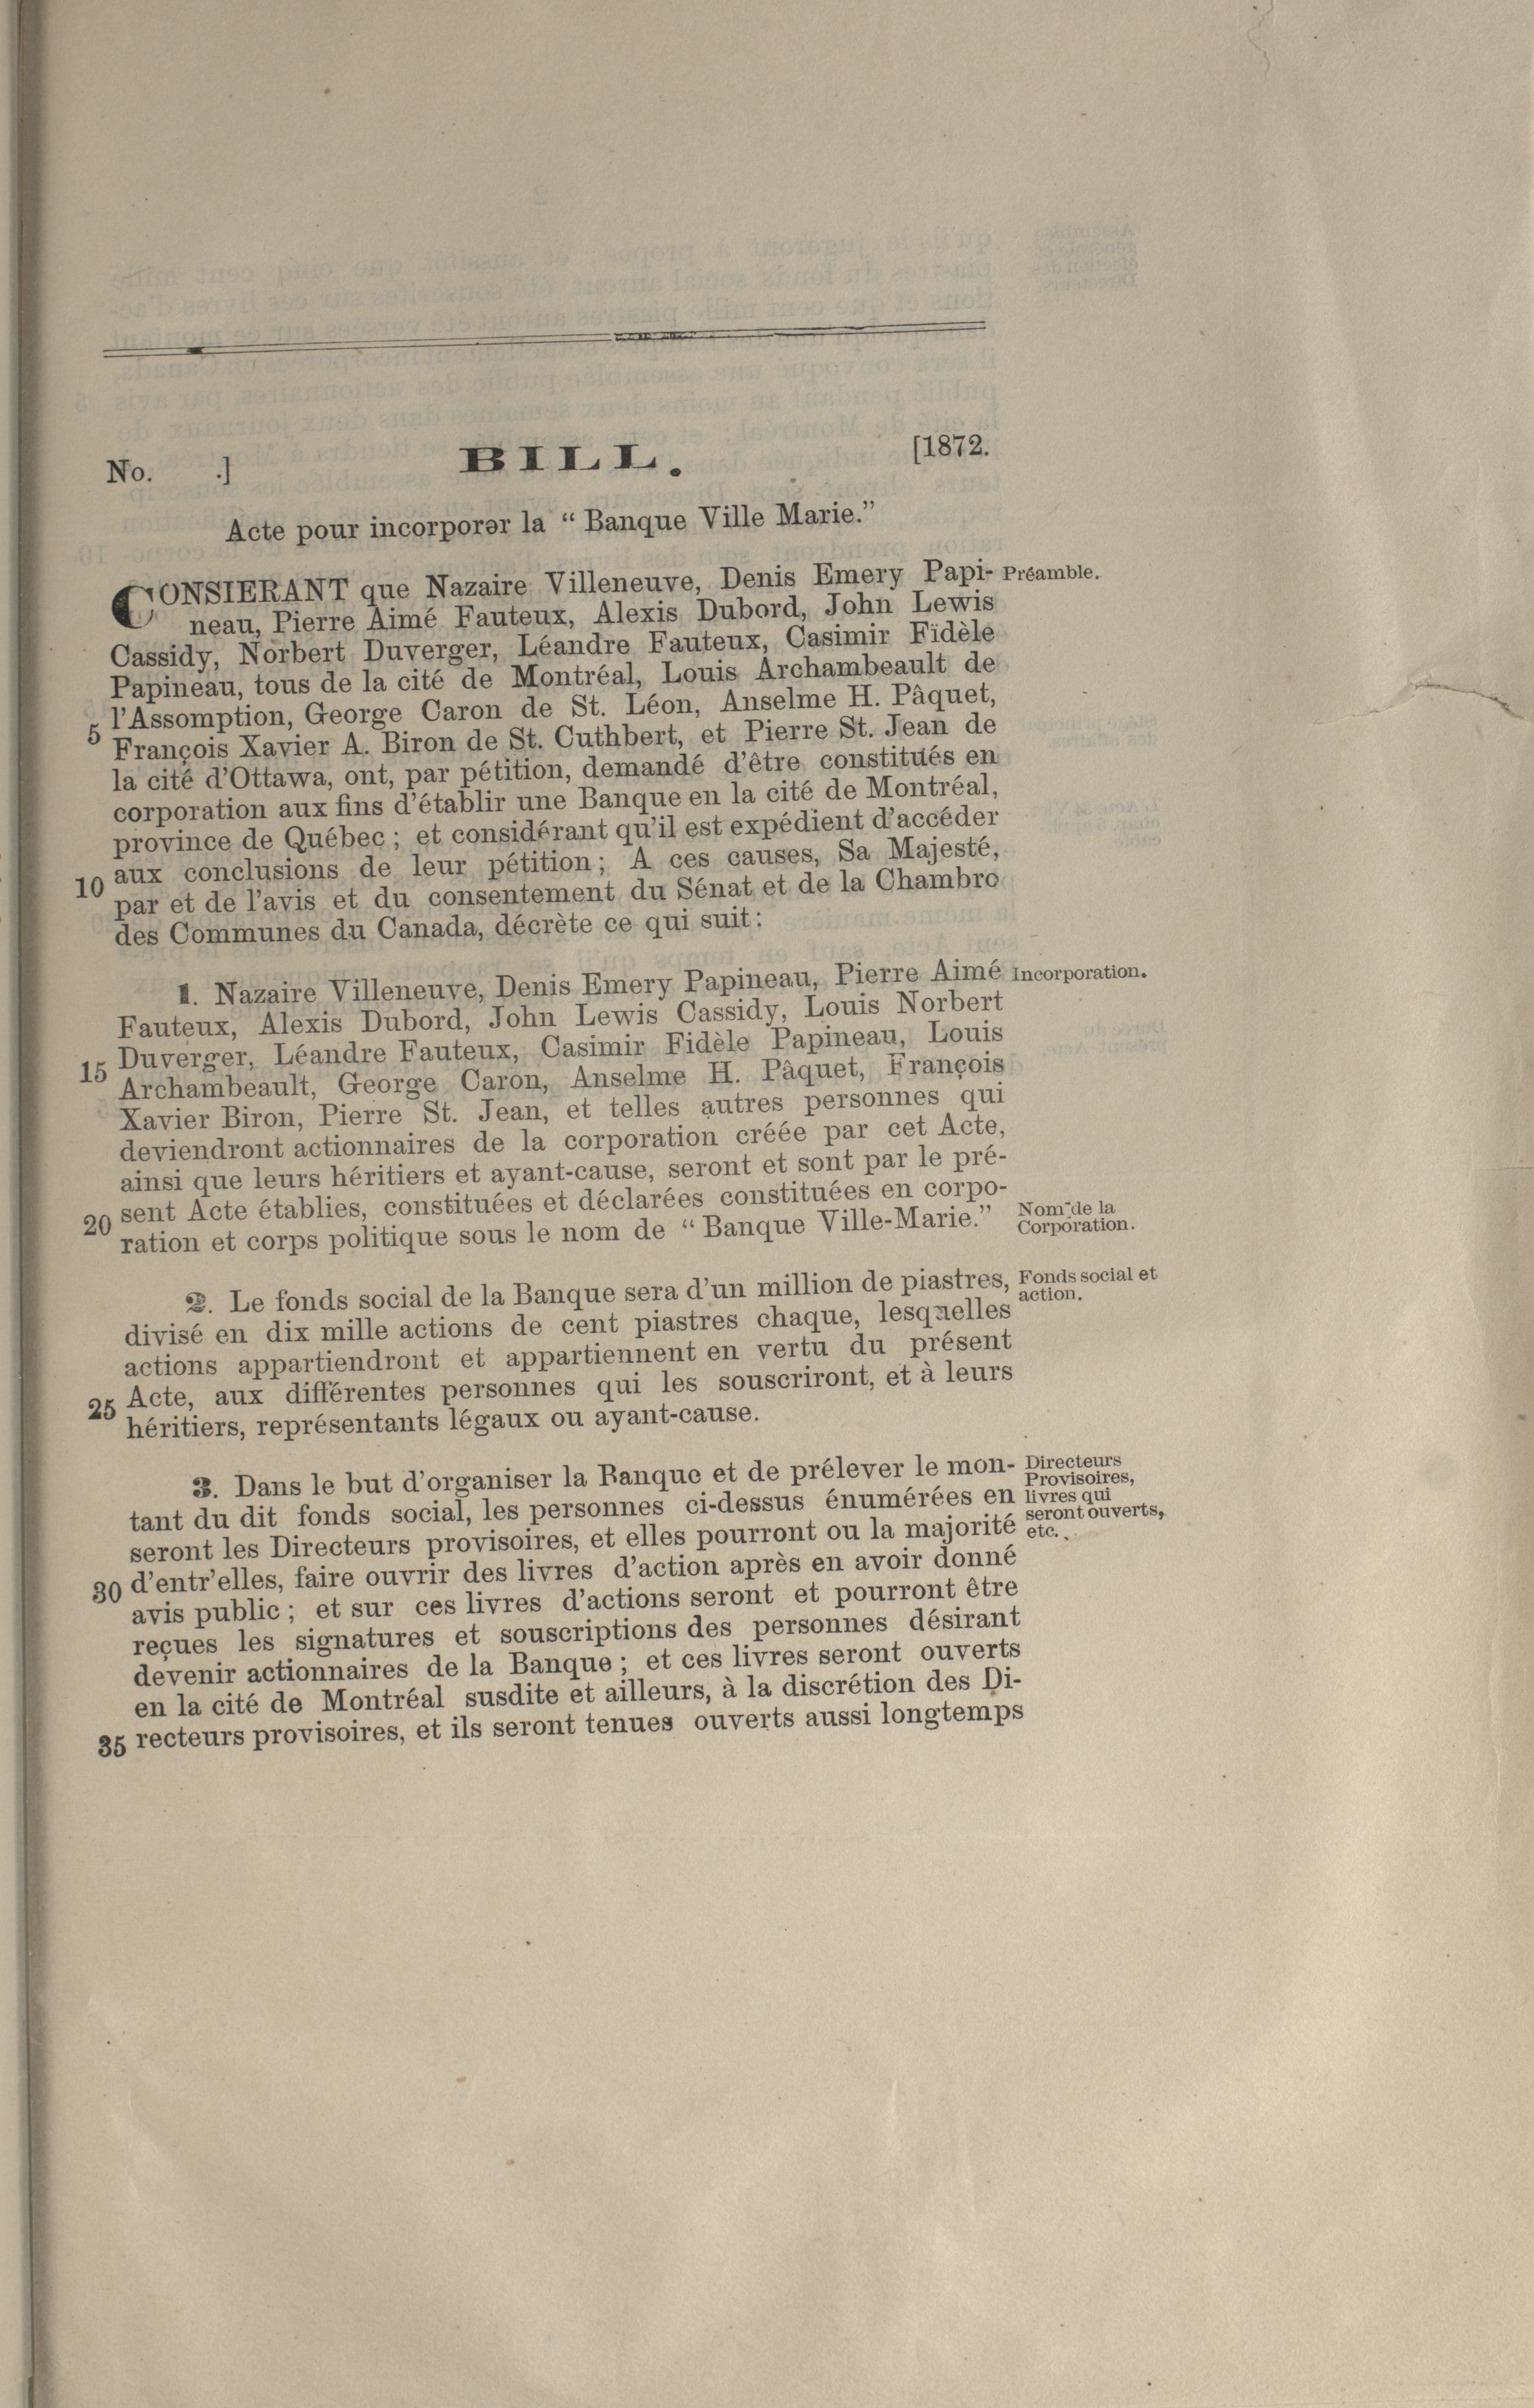 No. .] BILL. [1872.
Acte pour incorporer la “ Banque Ville Marie.”
CONSIERANT que Nazaire Villeneuve, Denis Emery Papi- Préamble.
neau, Pierre Aimé Fauteux, Alexis Dubord, John Lewis
Cassidy, Norbert Duverger, Léandre Fauteux, Casimir Fidèle
Papineau, tous de la cité de Montréal, Louis Archambeault de
5 l’Assomption, George Caron de St. Léon, Anselme H. Pâquet,
François Xavier A. Biron de St. Cuthbert, et Pierre St. Jean de
la cité d’Ottawa, ont, par pétition, demandé d’être constitués en
corporation aux fins d’établir une Banque en la cité de Montréal,
province de Québec ; et considérant qu’il est expédient d’accéder
10 aux conclusions de leur pétition ; A ces causes, Sa Majesté,
par et de l’avis et du consentement du Sénat et de la Chambre
des Communes du Canada, décrète ce qui suit :
1. Nazaire Villeneuve, Denis Emery Papineau, Pierre Aimé Incorporation.
Fauteux, Alexis Dubord, John Lewis Cassidy, Louis Norbert
15 Duverger, Léandre Fauteux, Casimir Fidèle Papineau, Louis
Archambeault, George Caron, Anselme H. Pâquet, François
Xavier Biron, Pierre St. Jean, et telles autres personnes qui
deviendront actionnaires de la corporation créée par cet Acte,
ainsi que leurs héritiers et ayant-cause, seront et sont par le pré-
20 sent Acte établies, constituées et déclarées constituées en corpo-
ration et corps politique sous le nom de “ Banque Ville-Marie.”
Nom de la
Corporation.
2. Le fonds social de la Banque sera d’un million de piastres,
Fonds social et
action.
divisé en dix mille actions de cent piastres chaque, lesquelles
actions appartiendront et appartiennent en vertu du présent
25 Acte, aux différentes personnes qui les souscriront, et à leurs
héritiers, représentants légaux ou ayant-cause.
3. Dans le but d’organiser la Banque et de prélever le mon-
Directeurs
Provisoires,
livres qui
seront ouverts,
etc.
tant du dit fonds social, les personnes ci-dessus énumérées en
seront les Directeurs provisoires, et elles pourront ou la majorité
30 d’entr’elles, faire ouvrir des livres d’action après en avoir donné
avis public ; et sur ces livres d’actions seront et pourront être
reçues les signatures et souscriptions des personnes désirant
devenir actionnaires de la Banque ; et ces livres seront ouverts
en la cité de Montréal susdite et ailleurs, à la discrétion des Di-
35 recteurs provisoires, et ils seront tenues ouverts aussi longtemps